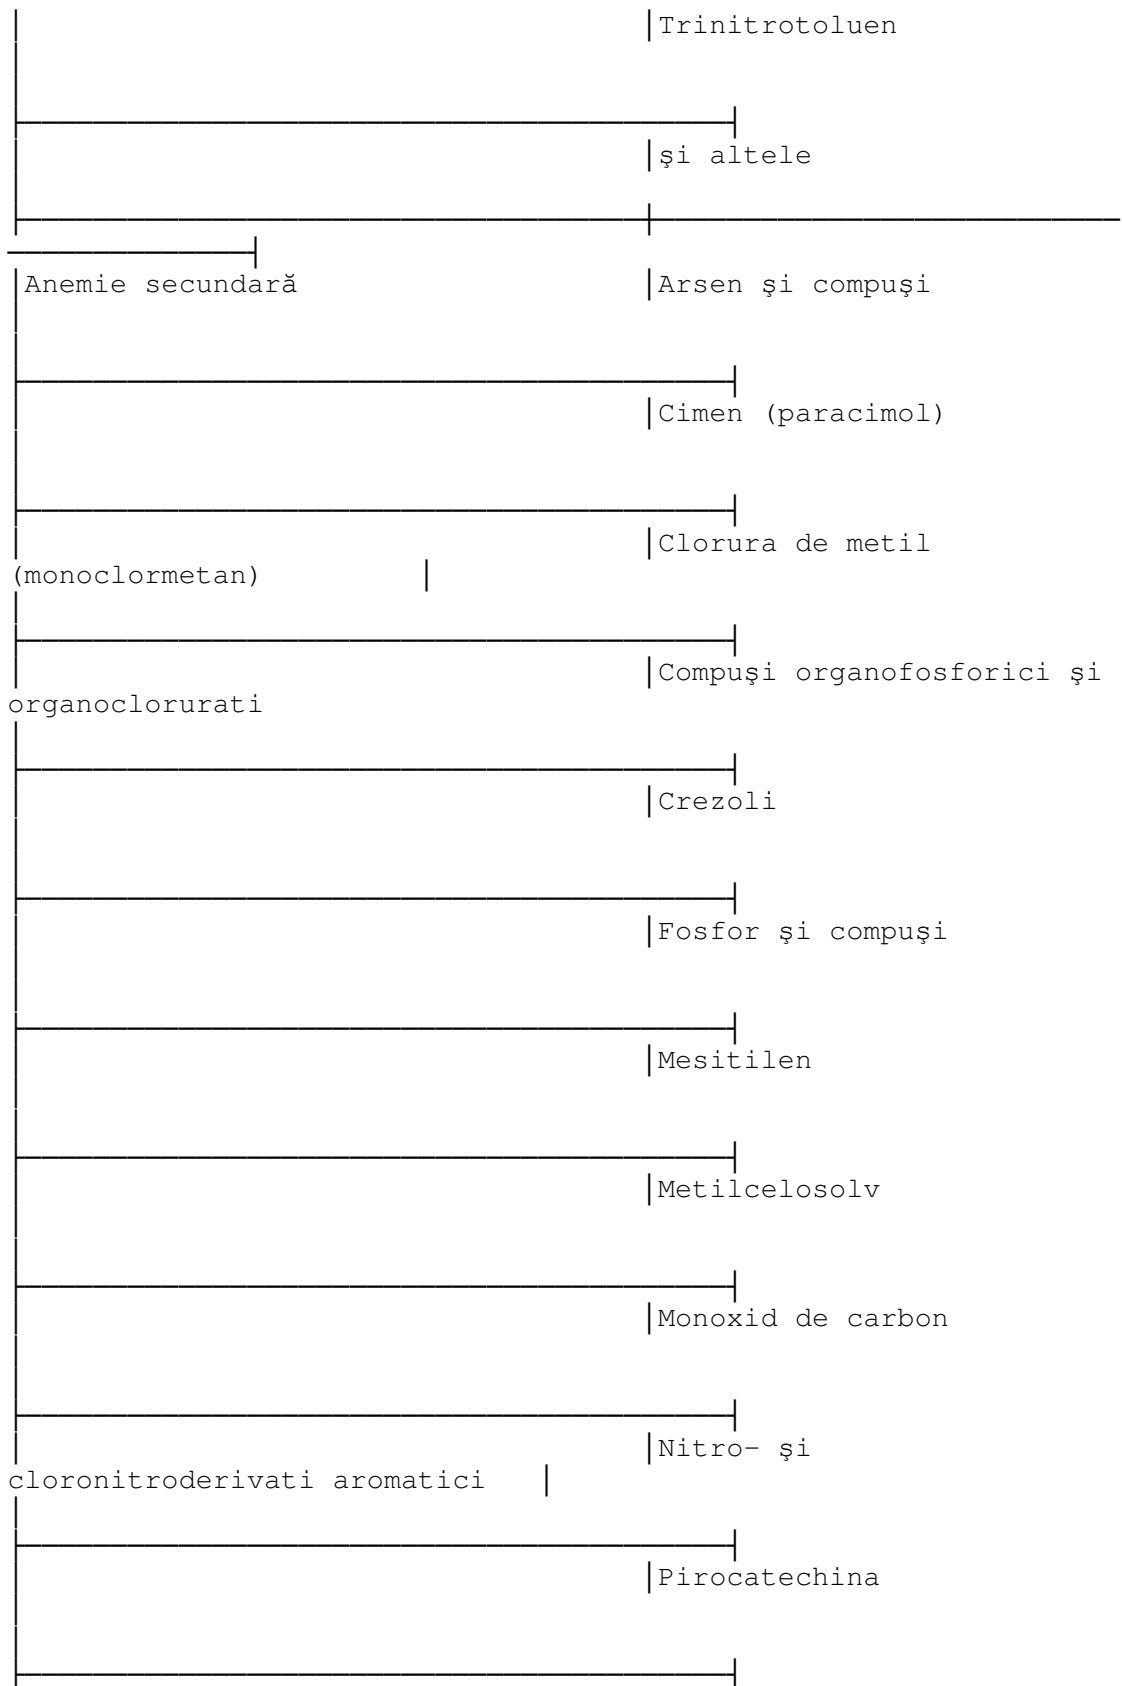 Trinitrotoluen
şi altele
Anemie secundară Arsen şi compuşi
Cimen (paracimol)
Clorura de metil
(monoclormetan)
Compuşi organofosforici şi
organoclorurati
Crezoli
Fosfor şi compuşi
Mesitilen
Metilcelosolv
Monoxid de carbon
Nitro- şi
cloronitroderivati aromatici
Pirocatechina